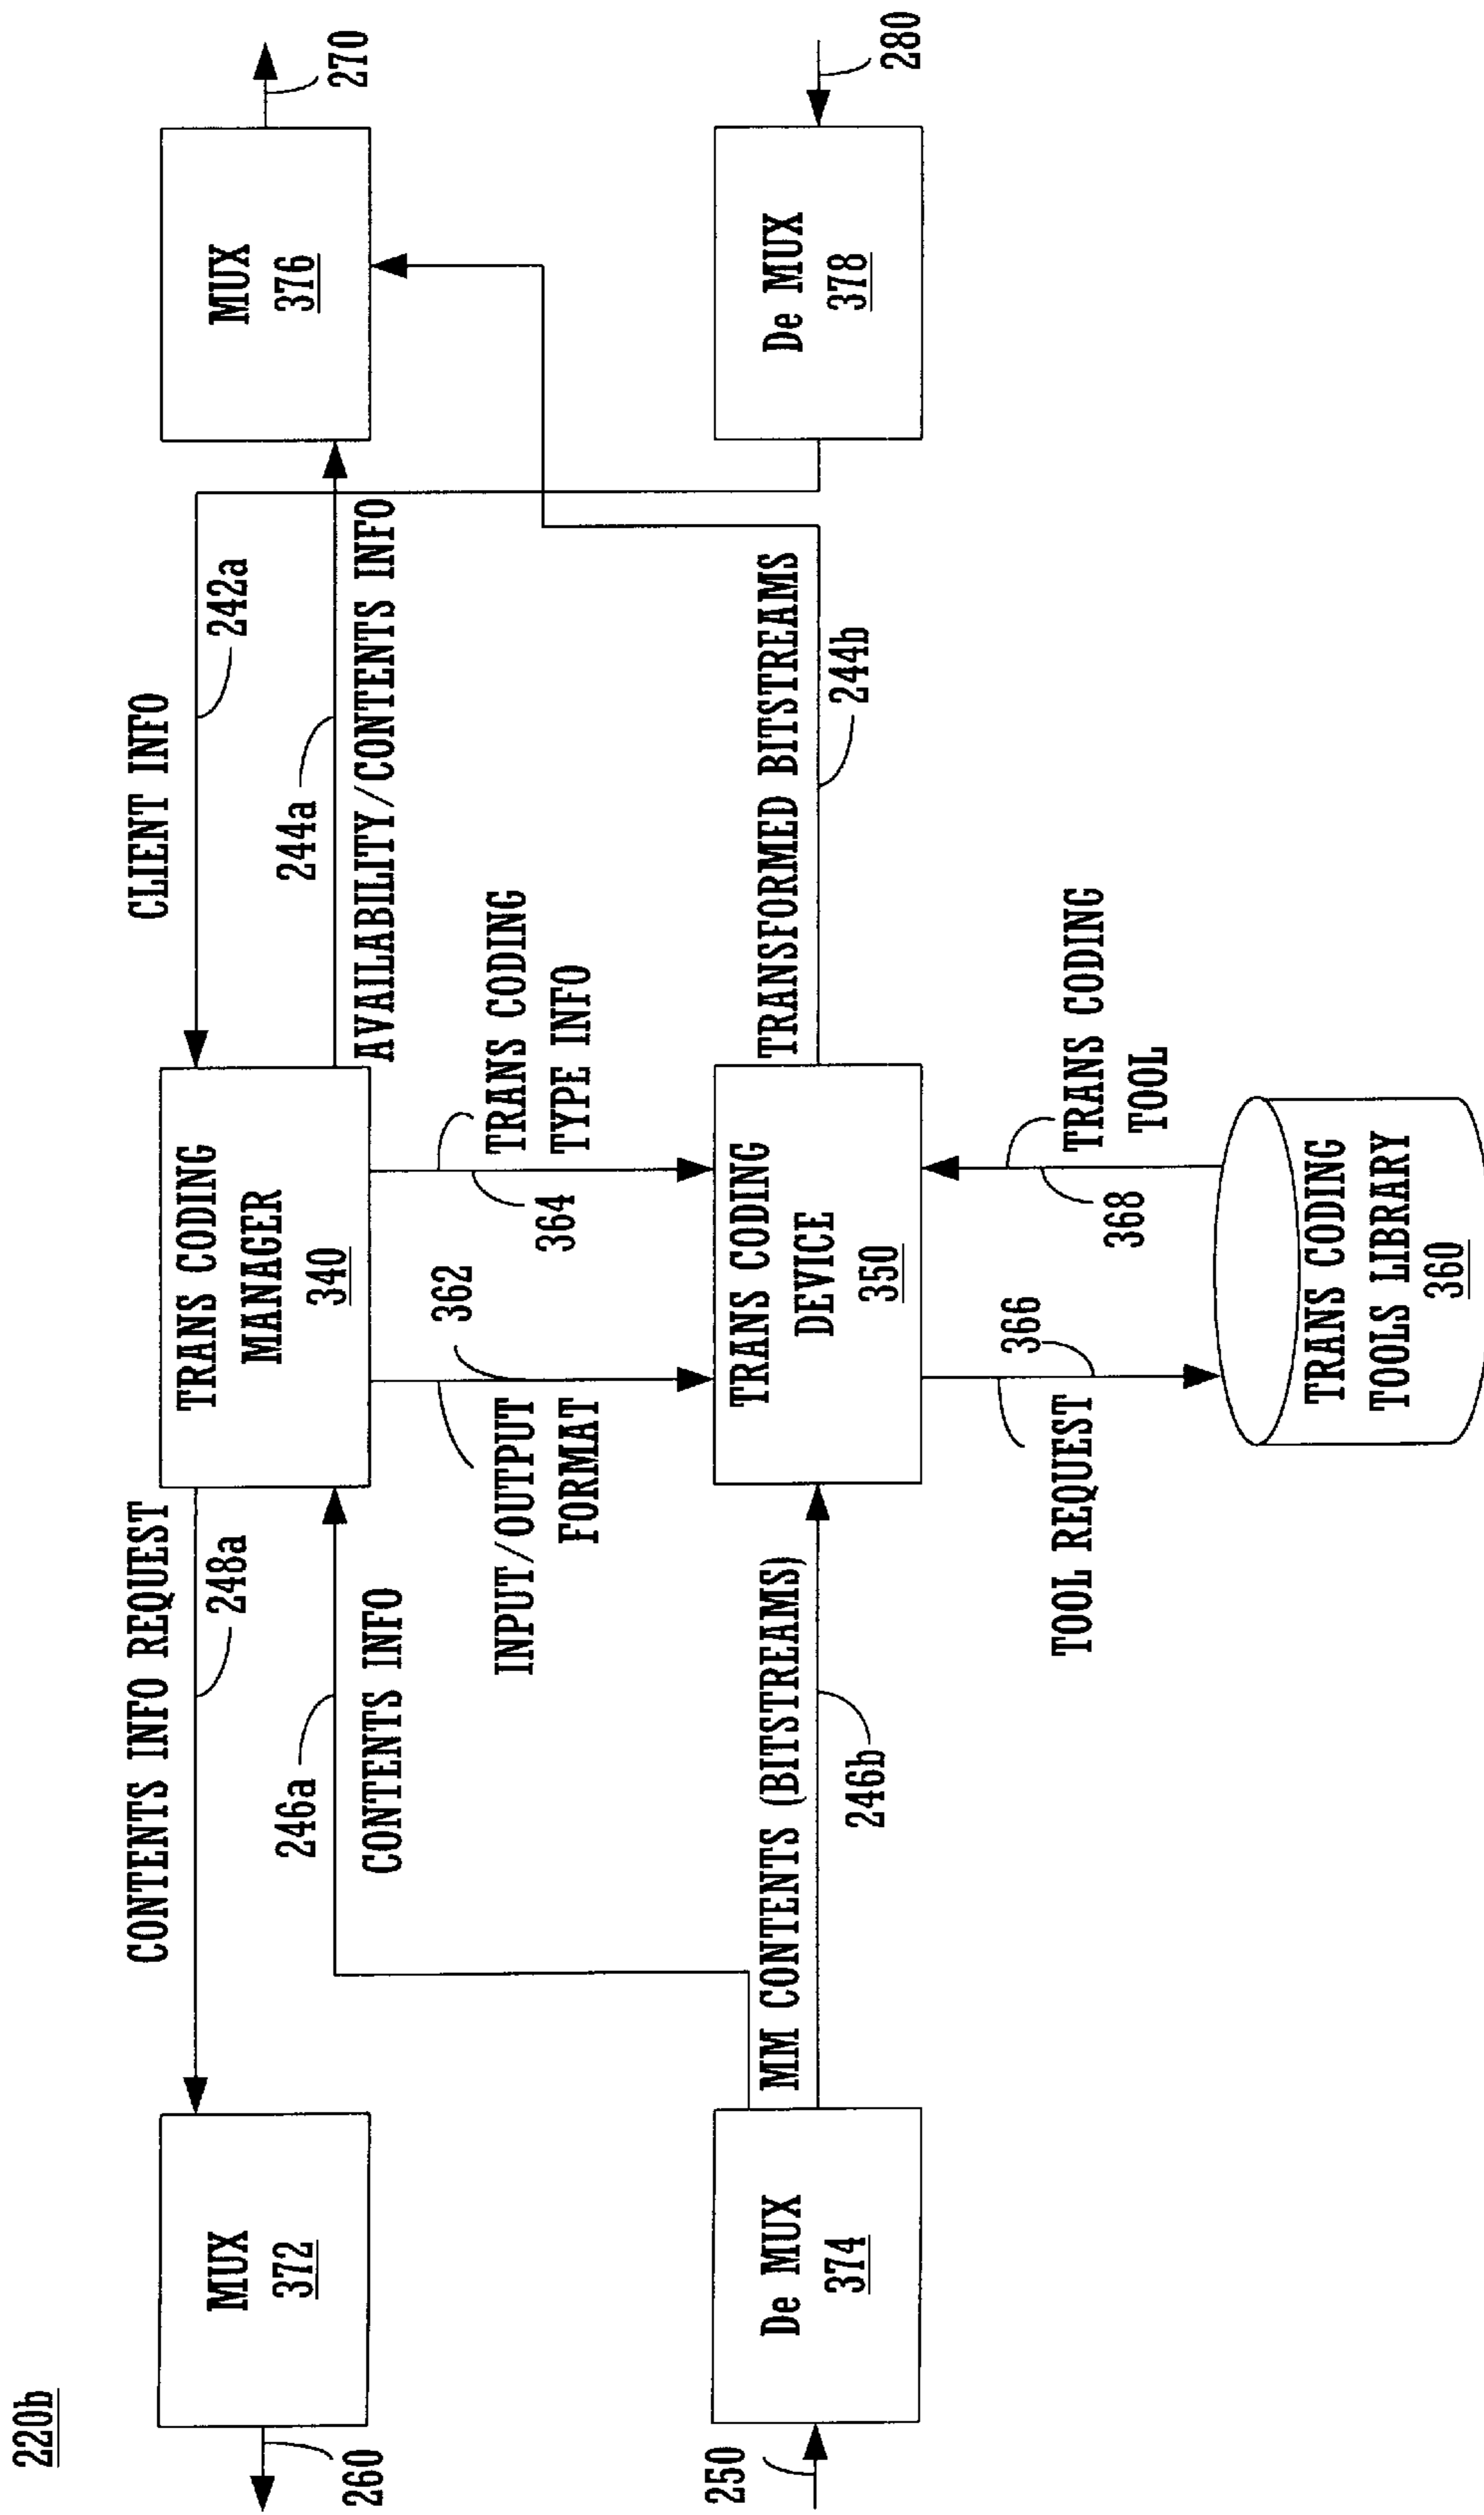 220b
CONTENTS INFO REQUEST
CLIENT INFO
248a
242a
260
MUX
372
TRANS CODING
MANAGER
340
MUX
376
270
246a
CONTENTS INFO
244a
AVAILABILITY/CONTENTS INFO
362
INPUT/OUTPUT
FORMAT
TRANS CODING
TYPE INFO
364
250
De MUX
374
MM CONTENTS (BITSTREAMS)
246b
TRANS CODING
DEVICE
350
TRANSFORMED BITSTREAMS
244b
De MUX
378
280
366
TOOL REQUEST
TRANS CODING
TOOL
368
TRANS CODING
TOOLS LIBRARY
360